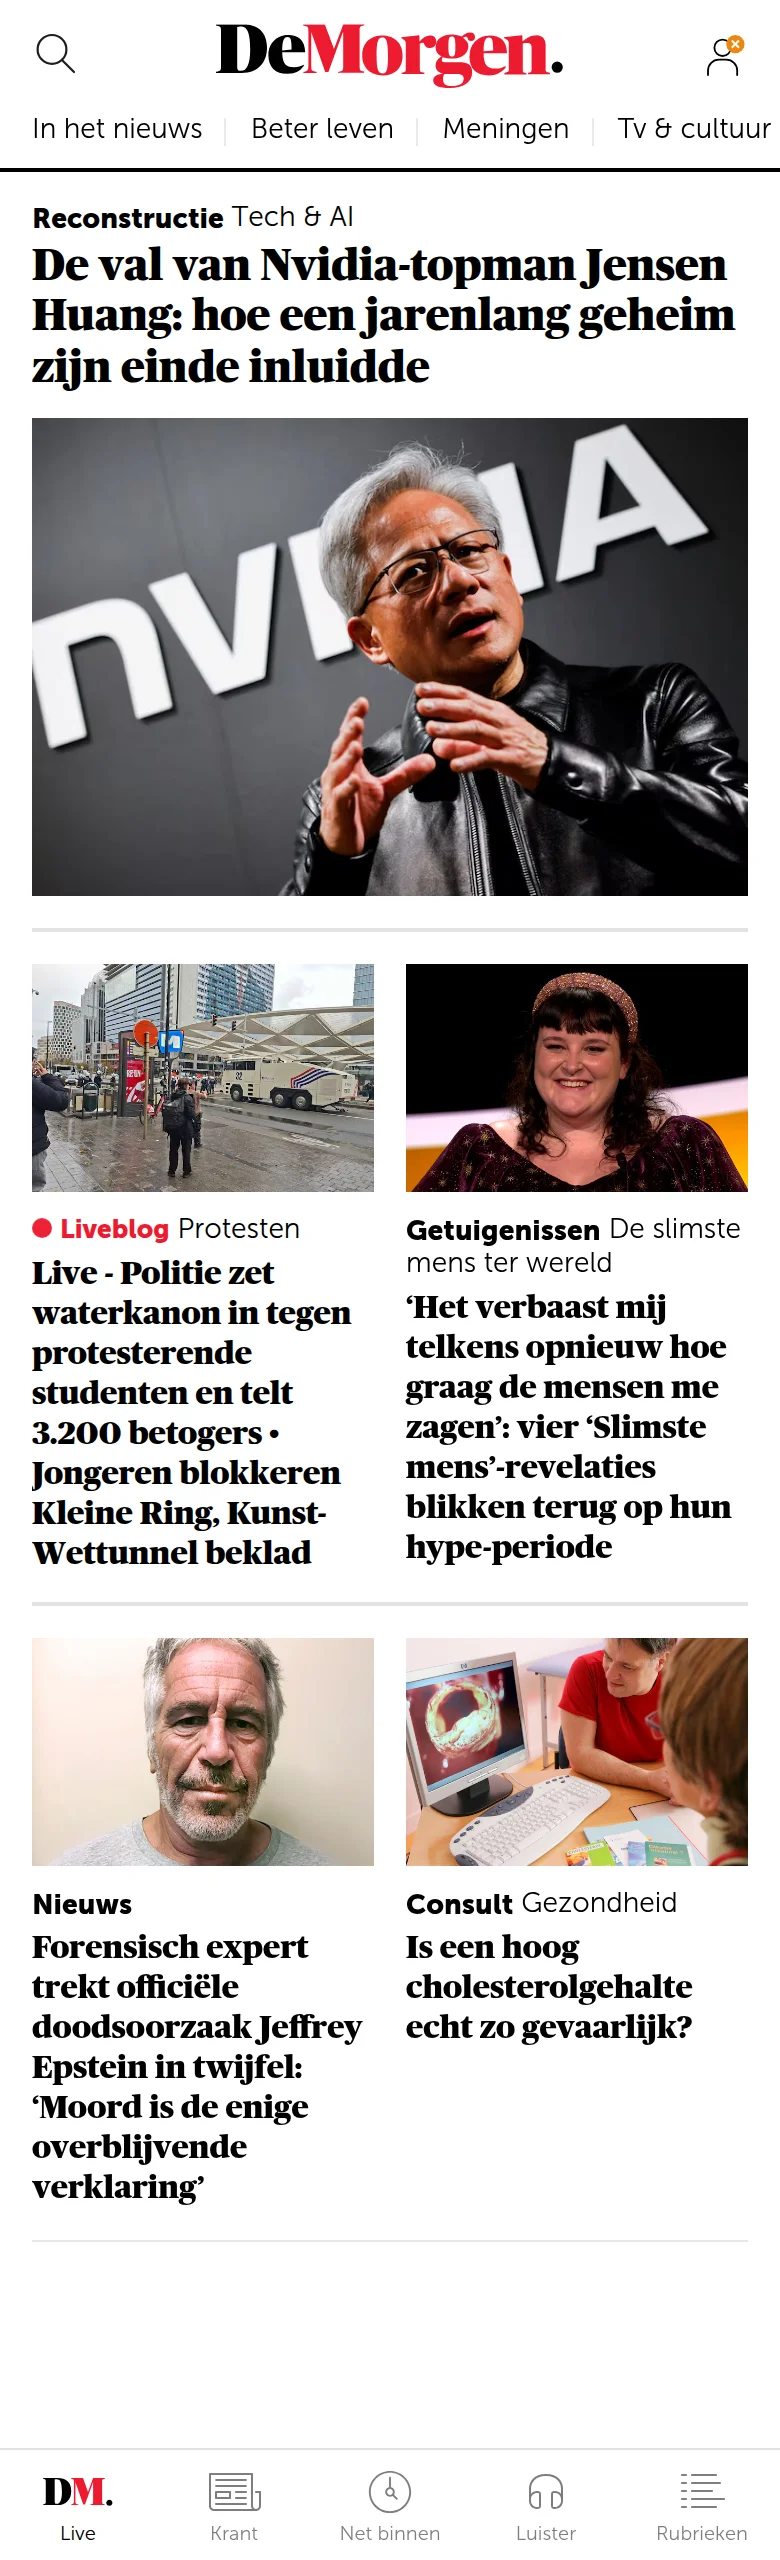 DeMorgen.
In het nieuws
Beter leven
Meningen
Tv & cultuur
Reconstructie Tech & AI
De val van Nvidia-topman Jensen
Huang: hoe een jarenlang geheim
zijn einde inluidde
NVIDIA
Liveblog Protesten
Live - Politie zet
waterkanon in tegen
protesterende
studenten en telt
3.200 betogers •
Jongeren blokkeren
Kleine Ring, Kunst-
Wettunnel beklad
Getuigenissen De slimste
mens ter wereld
‘Het verbaast mij
telkens opnieuw hoe
graag de mensen me
zagen’: vier ‘Slimste
mens’-revelaties
blikken terug op hun
hype-periode
Nieuws
Forensisch expert
trekt officiële
doodsoorzaak Jeffrey
Epstein in twijfel:
‘Moord is de enige
overblijvende
verklaring’
Consult Gezondheid
Is een hoog
cholesterolgehalte
echt zo gevaarlijk?
DM.
Live
Krant
Net binnen
Luister
Rubrieken